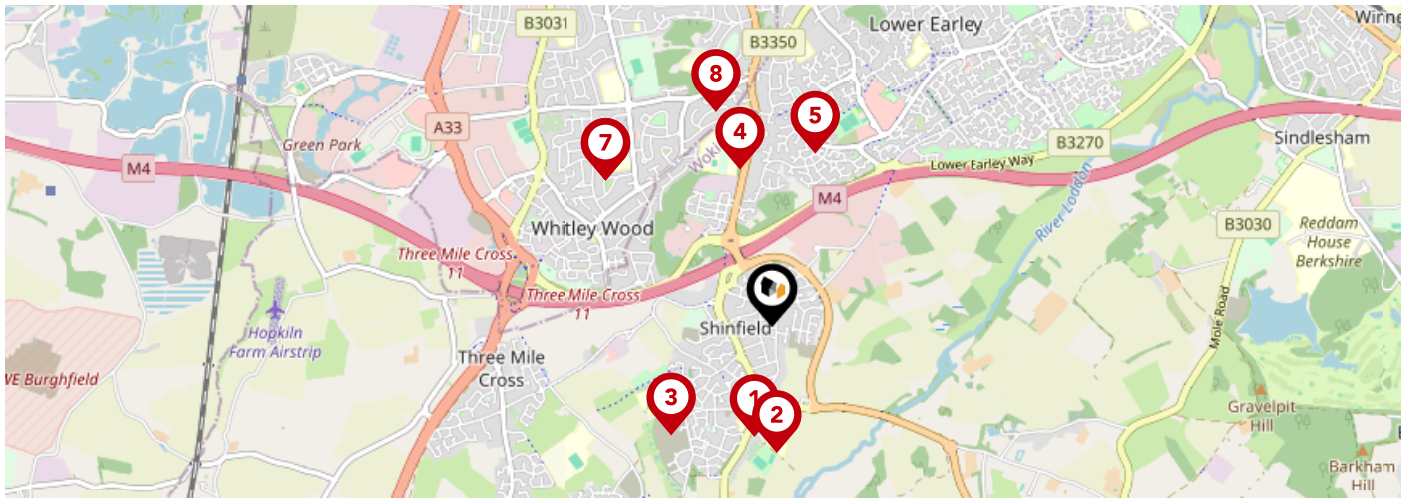 B3031
Lower Earley
B3350
8
5
4
7
A33
Green Park
M4
B3270
Sindlesham
Lower Earley Way
M4
River Loddon
B3030
Reddam
House
Berkshire
Whitley Wood
Three Mile Cross
11
Three Mile Cross
11
Mole Road
Hopkiln
Farm Airstrip
Shinfield
Three Mile
Cross
WE Burghfield
3
1
2
Gravelpit
Hill
Barkham
Hill